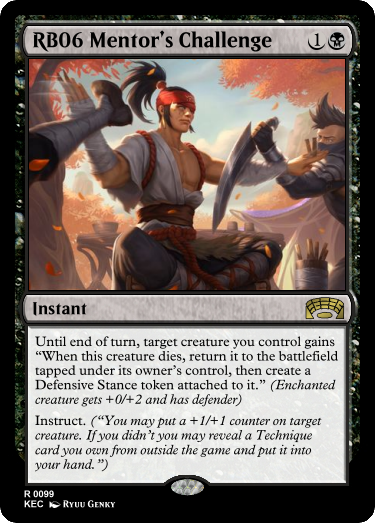 RB06 Mentor's Challenge 1
Instant
Until end of turn, target creature you control gains
“When this creature dies, return it to the battlefield
tapped under its owner's control, then create a
Defensive Stance token attached to it.” (Enchanted
creature gets +0/+2 and has defender)
Instruct. (“You may put a +1/+1 counter on target
creature. If you didn't you may reveal a Technique
card you own from outside the game and put it into
your hand.”)
R 0099
KEC Ryuu Genky